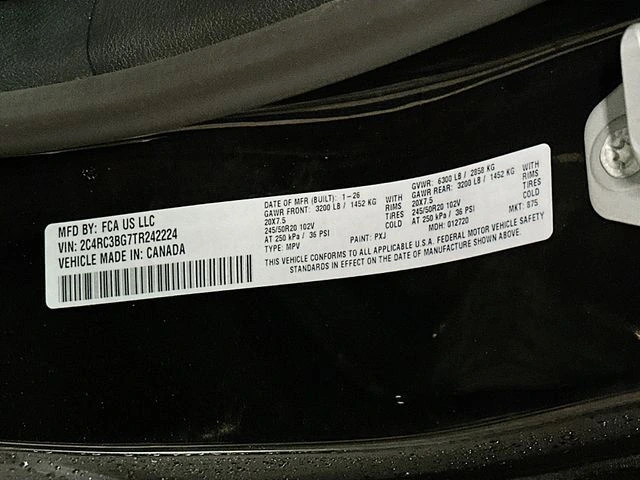 MFD BY: FCA US LLC
VIN: 2C4RC3BG7TR242224
VEHICLE MADE IN: CANADA
DATE OF MFR (BUILT): 1-26
GAWR FRONT: 3200 LB / 1452 KG WITH
20X7.5 RIMS
245/50R20 102V TIRES
AT 250 kPa / 36 PSI COLD
TYPE: MPV PAINT: PXJ
GVWR: 6300 LB / 2858 KG
GAWR REAR: 3200 LB / 1452 KG WITH
20X7.5 RIMS
245/50R20 102V TIRES
AT 250 kPa / 36 PSI COLD
MDH: 012720 MKT: B75
THIS VEHICLE CONFORMS TO ALL APPLICABLE U.S.A. FEDERAL MOTOR VEHICLE SAFETY
STANDARDS IN EFFECT ON THE DATE OF MANUFACTURE SHOWN ABOVE.